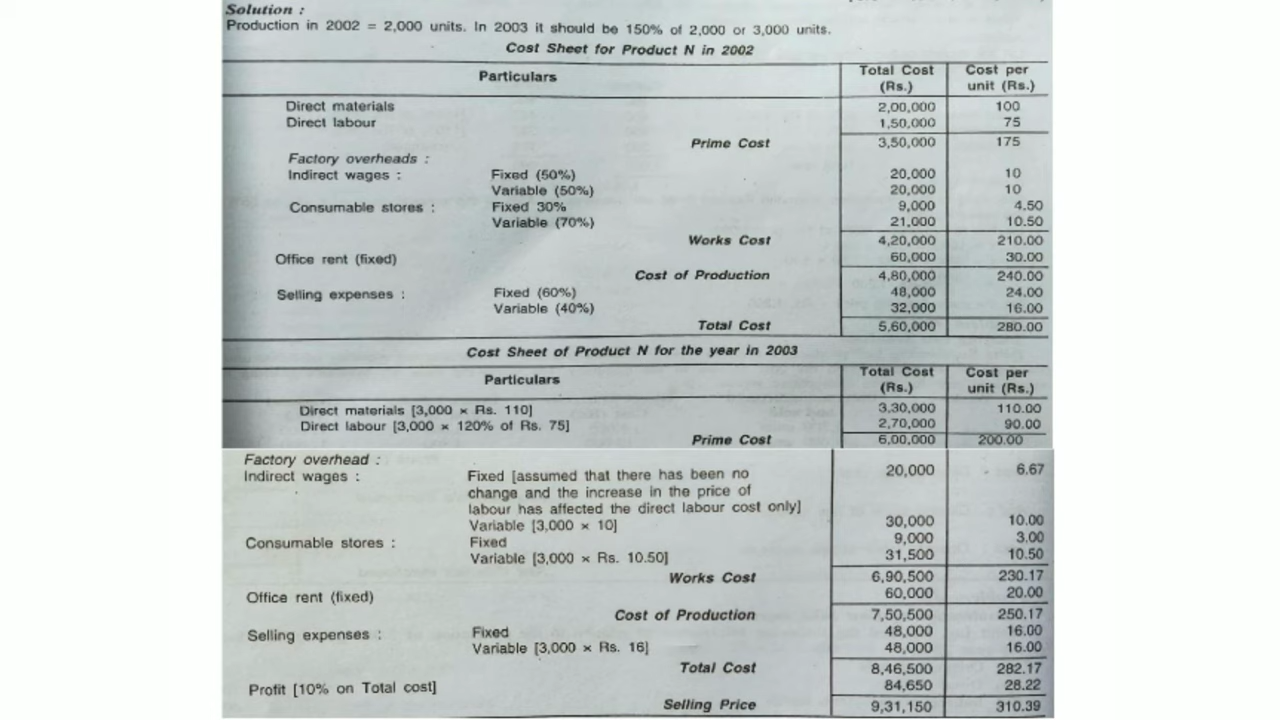 Solution :
Production in 2002 = 2,000 units. In 2003 it should be 150% of 2,000 or 3,000 units.
Cost Sheet for Product N in 2002
Particulars Total Cost (Rs.) Cost per unit (Rs.)
Direct materials 2,00,000 100
Direct labour 1,50,000 75
Prime Cost 3,50,000 175
Factory overheads :
Indirect wages : Fixed (50%) 20,000 10
Variable (50%) 20,000 10
Consumable stores : Fixed 30% 9,000 4.50
Variable (70%) 21,000 10.50
Works Cost 4,20,000 210.00
Office rent (fixed) 60,000 30.00
Cost of Production 4,80,000 240.00
Selling expenses : Fixed (60%) 48,000 24.00
Variable (40%) 32,000 16.00
Total Cost 5,60,000 280.00
Cost Sheet of Product N for the year in 2003
Particulars Total Cost (Rs.) Cost per unit (Rs.)
Direct materials [3,000 × Rs. 110] 3,30,000 110.00
Direct labour [3,000 × 120% of Rs. 75] 2,70,000 90.00
Prime Cost 6,00,000 200.00
Factory overhead :
Indirect wages : Fixed [assumed that there has been no 20,000 6.67
change and the increase in the price of
labour has affected the direct labour cost only]
Variable [3,000 × 10] 30,000 10.00
Consumable stores : Fixed 9,000 3.00
Variable [3,000 × Rs. 10.50] 31,500 10.50
Works Cost 6,90,500 230.17
Office rent (fixed) 60,000 20.00
Cost of Production 7,50,500 250.17
Selling expenses : Fixed 48,000 16.00
Variable [3,000 × Rs. 16] 48,000 16.00
Total Cost 8,46,500 282.17
Profit [10% on Total cost] 84,650 28.22
Selling Price 9,31,150 310.39